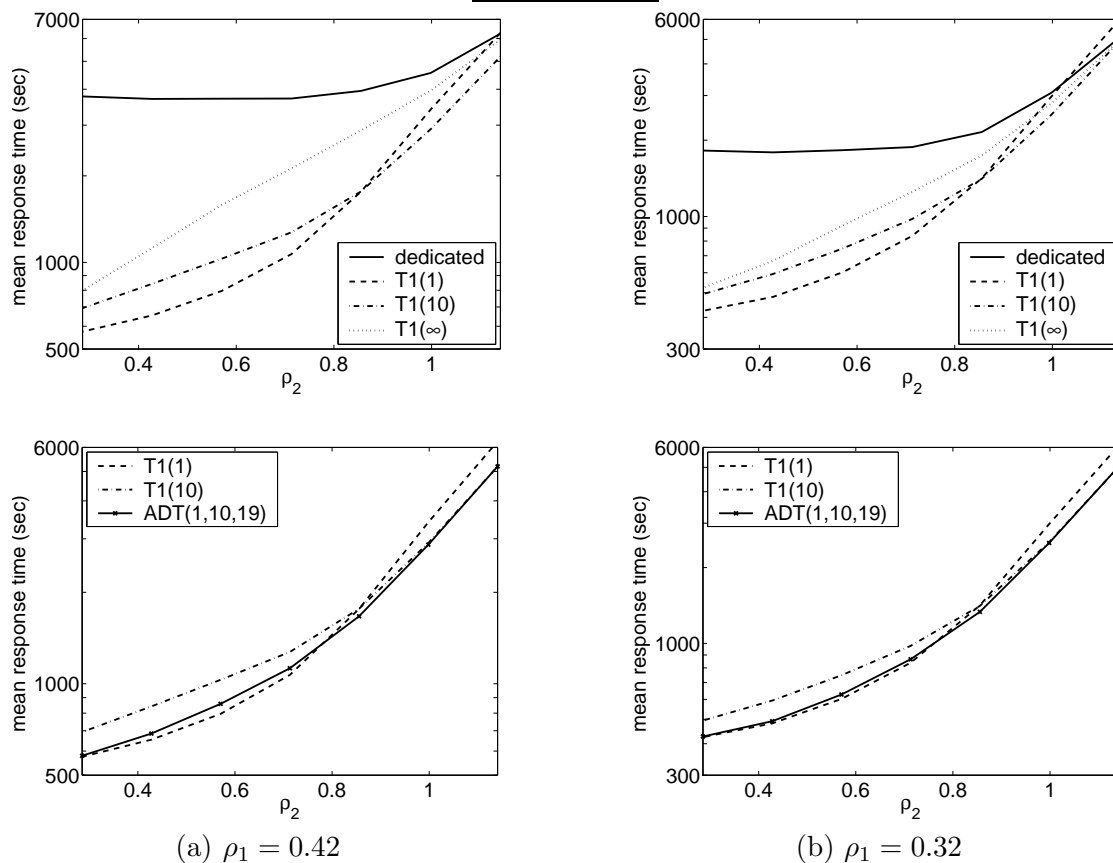 7000
1000
500
mean response time (sec)
0.4 0.6 0.8 1
ρ2
dedicated
T1(1)
T1(10)
T1(∞)
6000
1000
300
mean response time (sec)
0.4 0.6 0.8 1
ρ2
dedicated
T1(1)
T1(10)
T1(∞)
6000
1000
500
mean response time (sec)
0.4 0.6 0.8 1
ρ2
T1(1)
T1(10)
ADT(1,10,19)
(a) ρ1 = 0.42
6000
1000
300
mean response time (sec)
0.4 0.6 0.8 1
ρ2
T1(1)
T1(10)
ADT(1,10,19)
(b) ρ1 = 0.32